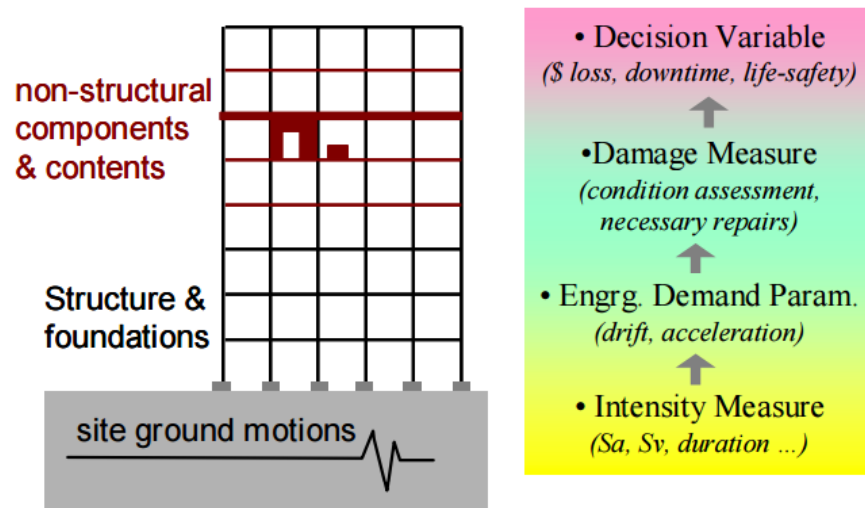 non-structural
components
& contents
Structure &
foundations
site ground motions
• Decision Variable
($ loss, downtime, life-safety)
•Damage Measure
(condition assessment,
necessary repairs)
• Engrg. Demand Param.
(drift, acceleration)
• Intensity Measure
(Sa, Sv, duration ...)